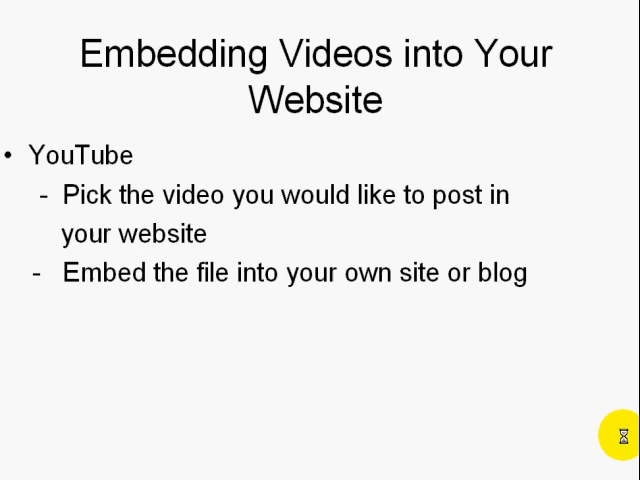 Embedding Videos into Your
Website
• YouTube
- Pick the video you would like to post in
your website
- Embed the file into your own site or blog